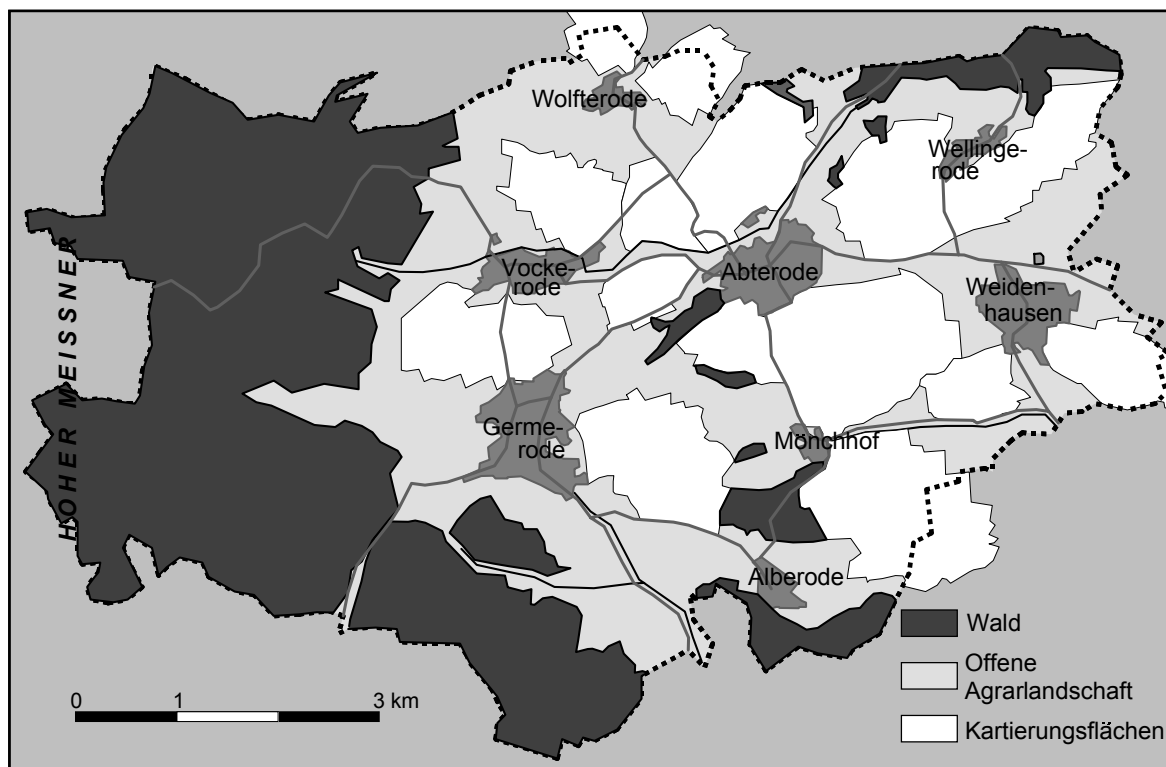 Wolfterode
Wellinge-
rode
HOHER MEISSNER
Vocke-
rode
Abterode
Weiden-
hausen
Germe-
rode
Mönchhof
Alberode
Wald
Offene
Agrarlandschaft
Kartierungsflächen
0 1 3 km